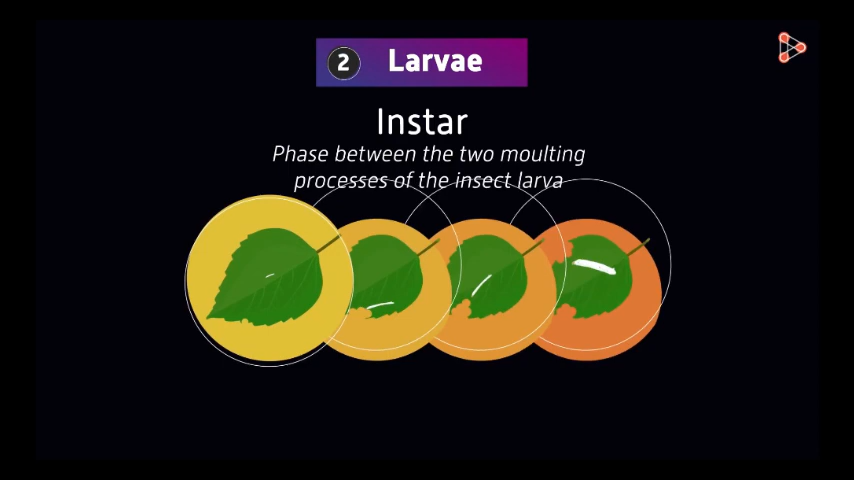 2 Larvae
Instar
Phase between the two moulting
processes of the insect larva